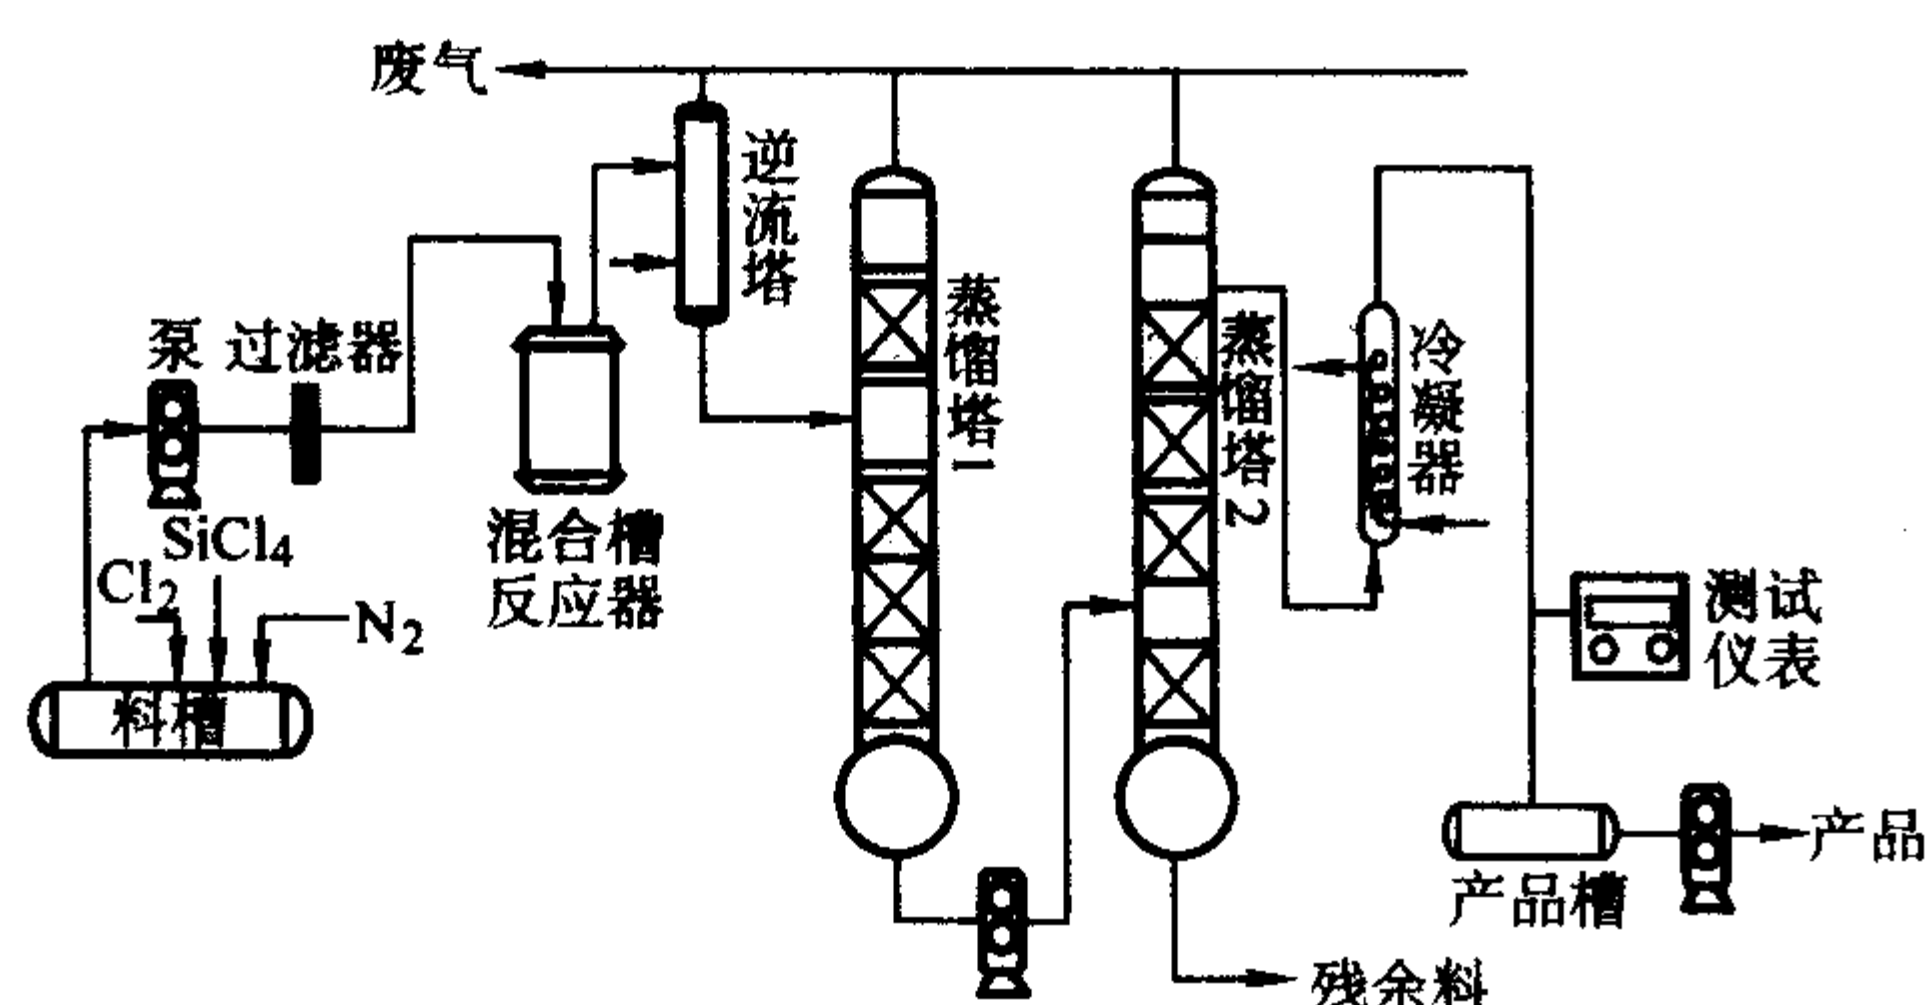 废气
逆流塔
蒸馏塔1
蒸馏塔2
冷凝器
泵
过滤器
SiCl4
Cl2
N2
混合槽
反应器
料槽
测试
仪表
产品
产品槽
残余料